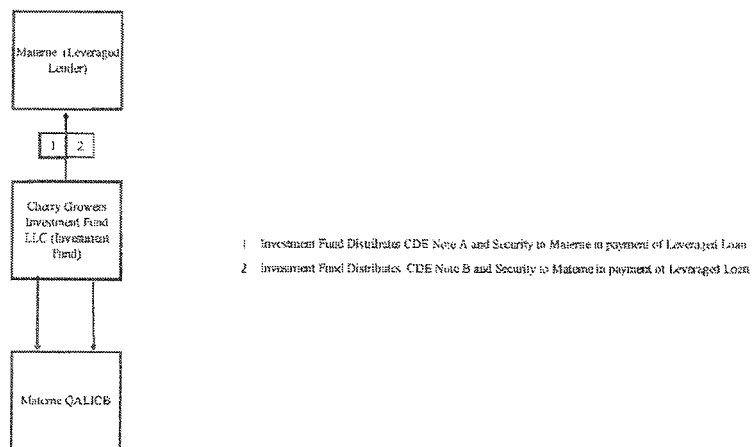 Materne (Leveraged
Lender)
1 2
Cherry Growers
Investment Fund
LLC (Investment
Fund)
1 Investment Fund Distributes CDE Note A and Security to Materne in payment of Leveraged Loan
2 Investment Fund Distributes CDE Note B and Security to Materne in payment of Leveraged Loan
Materne QALICB